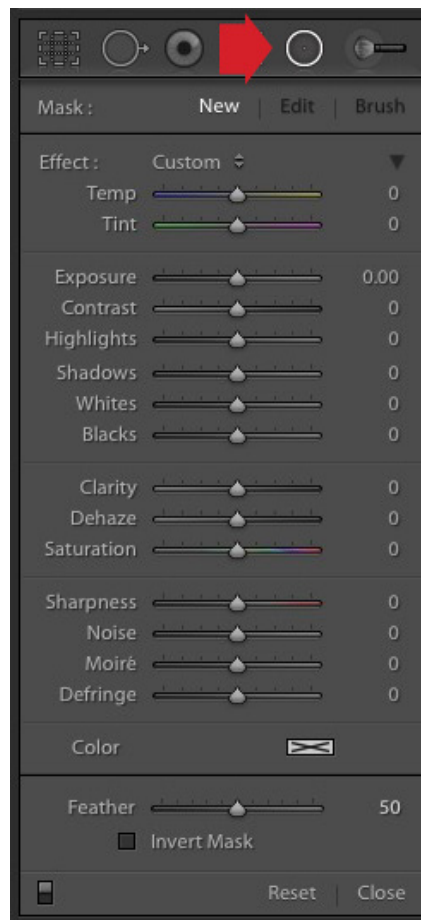 Mask : New | Edit | Brush
Effect : Custom
Temp 0
Tint 0
Exposure 0.00
Contrast 0
Highlights 0
Shadows 0
Whites 0
Blacks 0
Clarity 0
Dehaze 0
Saturation 0
Sharpness 0
Noise 0
Moiré 0
Defringe 0
Color
Feather 50
Invert Mask
Reset | Close